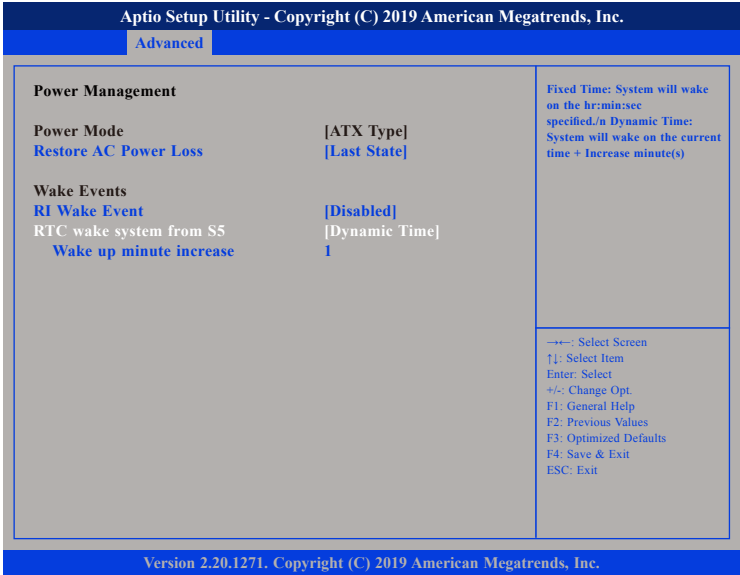 Aptio Setup Utility - Copyright (C) 2019 American Megatrends, Inc.
Advanced
Power Management
Power Mode [ATX Type]
Restore AC Power Loss [Last State]
Wake Events
RI Wake Event [Disabled]
RTC wake system from S5 [Dynamic Time]
Wake up minute increase 1
Fixed Time: System will wake
on the hr:min:sec
specified./n Dynamic Time:
System will wake on the current
time + Increase minute(s)
→←: Select Screen
↑↓: Select Item
Enter: Select
+/-: Change Opt.
F1: General Help
F2: Previous Values
F3: Optimized Defaults
F4: Save & Exit
ESC: Exit
Version 2.20.1271. Copyright (C) 2019 American Megatrends, Inc.